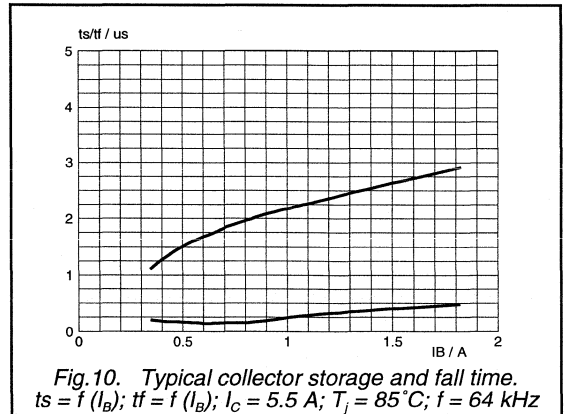 ts/tf / us
5
4
3
2
1
0
0 0.5 1 1.5 2
IB / A
Fig.10. Typical collector storage and fall time.
ts = f (IB); tf = f (IB); IC = 5.5 A; Tj = 85˚C; f = 64 kHz